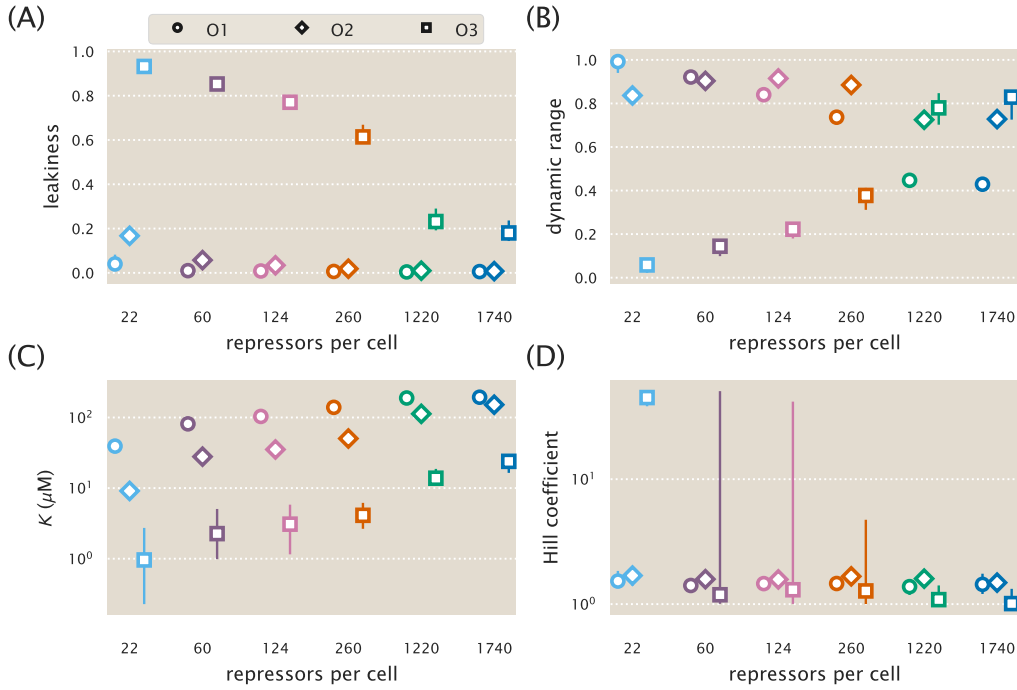 (A)
O1 O2 O3
1.0
0.8
0.6
0.4
0.2
0.0
leakiness
22 60 124 260 1220 1740
repressors per cell
(B)
1.0
0.8
0.6
0.4
0.2
0.0
dynamic range
22 60 124 260 1220 1740
repressors per cell
(C)
10²
10¹
10⁰
K (μM)
22 60 124 260 1220 1740
repressors per cell
(D)
10¹
10⁰
Hill coefficient
22 60 124 260 1220 1740
repressors per cell